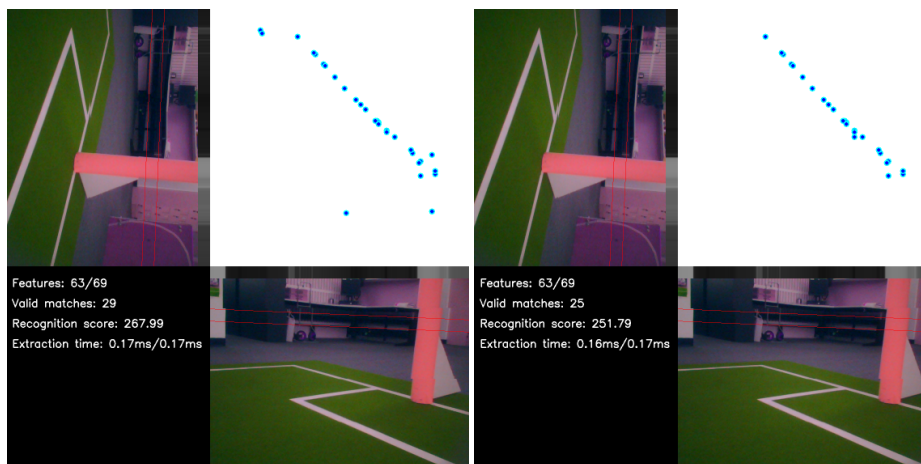 Features: 63/69
Valid matches: 29
Recognition score: 267.99
Extraction time: 0.17ms/0.17ms
Features: 63/69
Valid matches: 25
Recognition score: 251.79
Extraction time: 0.16ms/0.17ms